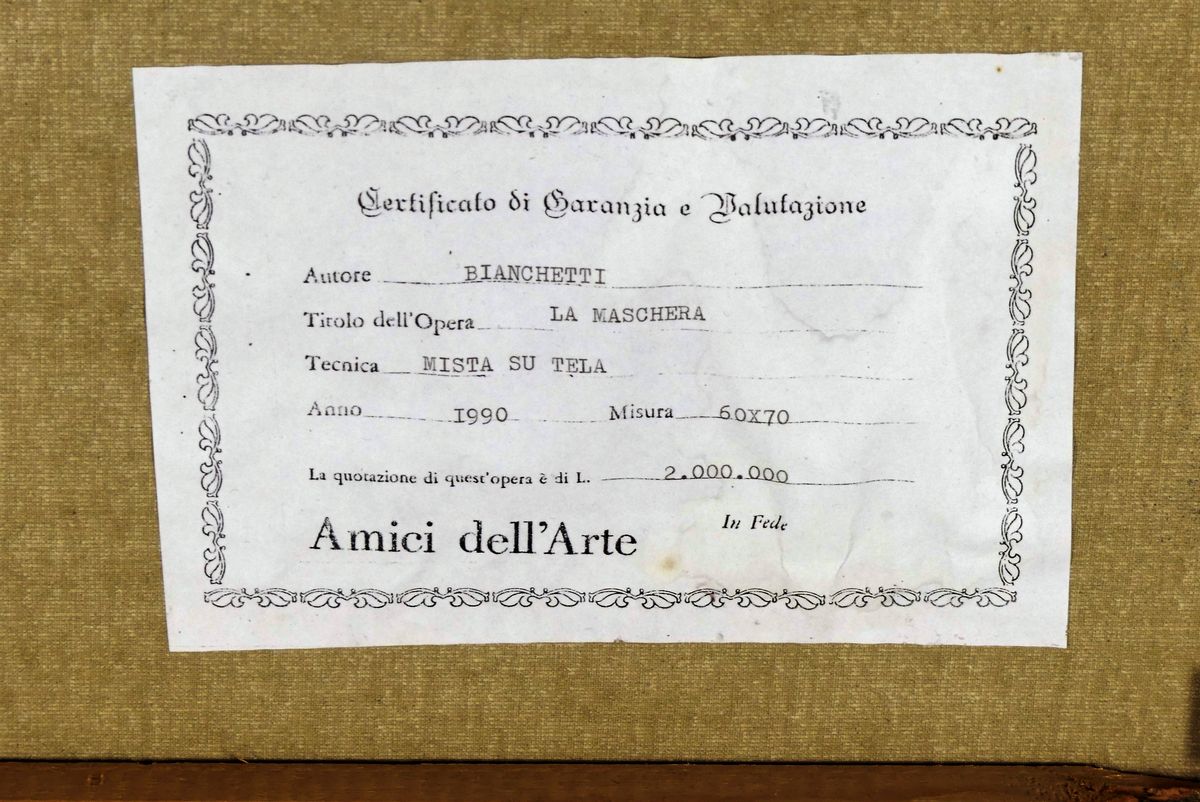 Certificato di Garanzia e Valutazione
Autore BIANCHETTI
Titolo dell'Opera LA MASCHERA
Tecnica MISTA SU TELA
Anno 1990 Misura 60X70
La quotazione di quest'opera è di L. 2.000.000
In Fede
Amici dell'Arte